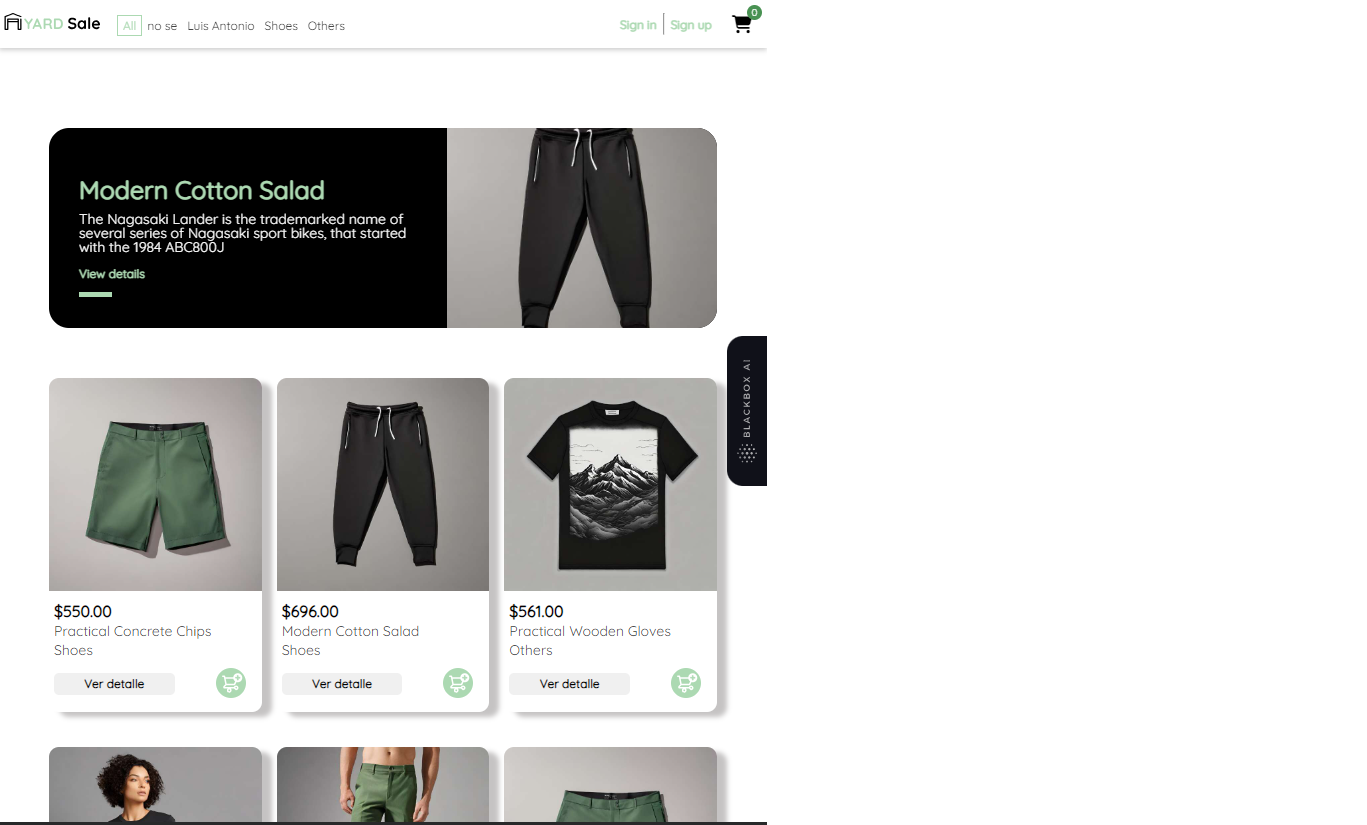 YARD Sale
All no se Luis Antonio Shoes Others
Sign in Sign up
0
Modern Cotton Salad
The Nagasaki Lander is the trademarked name of
several series of Nagasaki sport bikes, that started
with the 1984 ABC800J
View details
BLACKBOX AI
$550.00
Practical Concrete Chips
Shoes
Ver detalle
$696.00
Modern Cotton Salad
Shoes
Ver detalle
$561.00
Practical Wooden Gloves
Others
Ver detalle